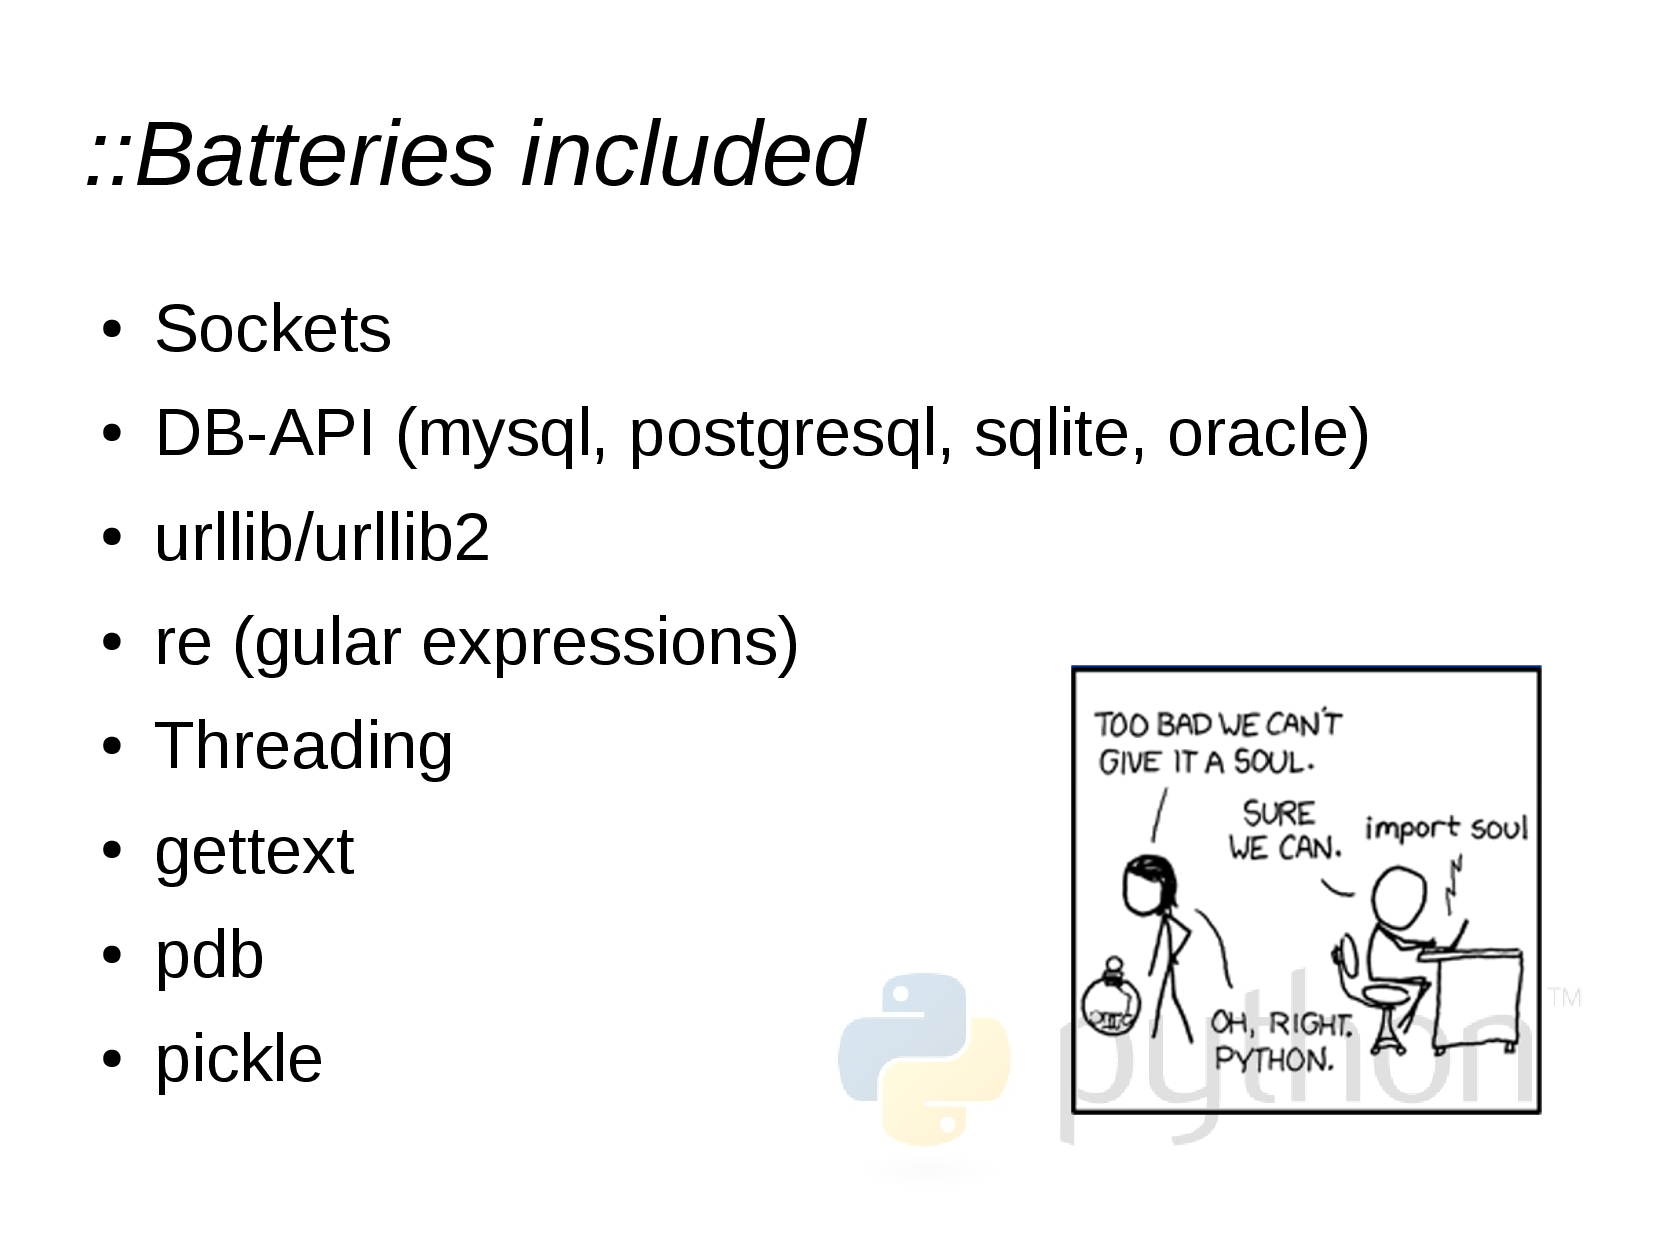 ::Batteries included
• Sockets
• DB-API (mysql, postgresql, sqlite, oracle)
• urllib/urllib2
• re (gular expressions)
• Threading
• gettext
• pdb
• pickle
TOO BAD WE CAN'T
GIVE IT A SOUL.
SURE
WE CAN.
import soul
OH, RIGHT.
PYTHON.
python TM